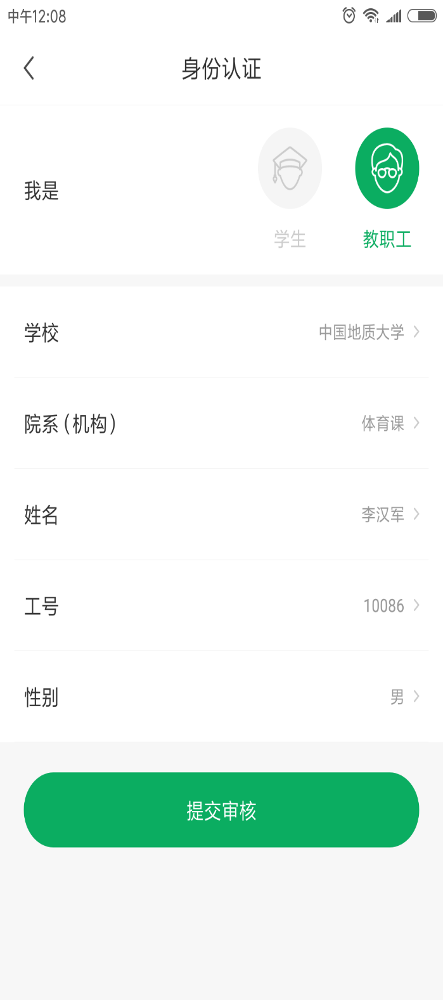 中午12:08
身份认证
我是
学生
教职工
学校
中国地质大学
院系(机构)
体育课
姓名
李汉军
工号
10086
性别
男
提交审核